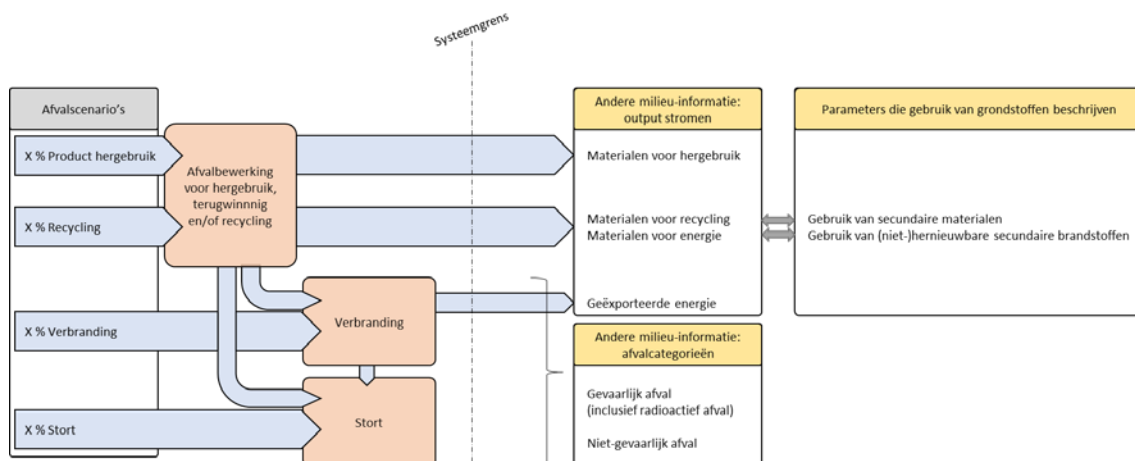 Systeemgrens
Afvalscenario's
X % Product hergebruik
X % Recycling
X % Verbranding
X % Stort
Afvalbewerking
voor hergebruik,
terugwinnnig
en/of recycling
Verbranding
Stort
Andere milieu-informatie:
output stromen
Materialen voor hergebruik
Materialen voor recycling
Materialen voor energie
Geëxporteerde energie
Andere milieu-informatie:
afvalcategorieën
Gevaarlijk afval
(inclusief radioactief afval)
Niet-gevaarlijk afval
Parameters die gebruik van grondstoffen beschrijven
Gebruik van secundaire materialen
Gebruik van (niet-)hernieuwbare secundaire brandstoffen